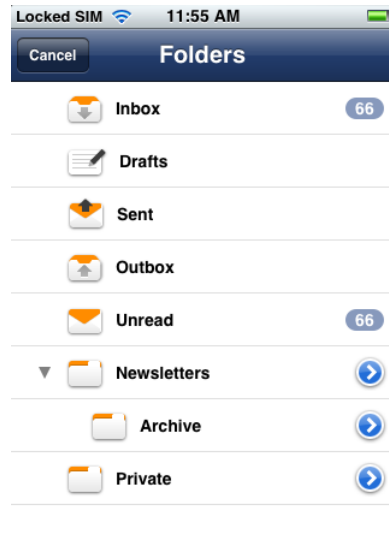 Locked SIM 11:55 AM
Cancel Folders
Inbox 66
Drafts
Sent
Outbox
Unread 66
Newsletters
Archive
Private